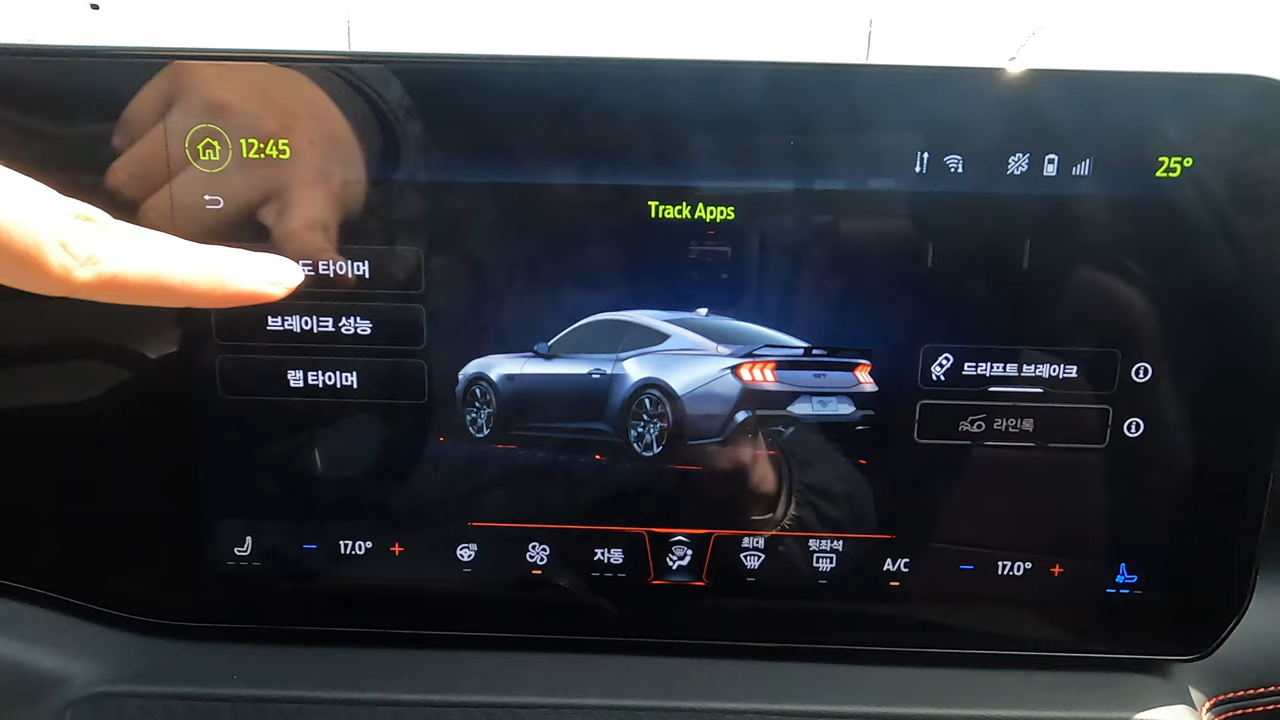 12:45
25°
Track Apps
도 타이머
브레이크 성능
랩 타이머
드리프트 브레이크
라인록
17.0°
자동
최대
뒷좌석
A/C
17.0°